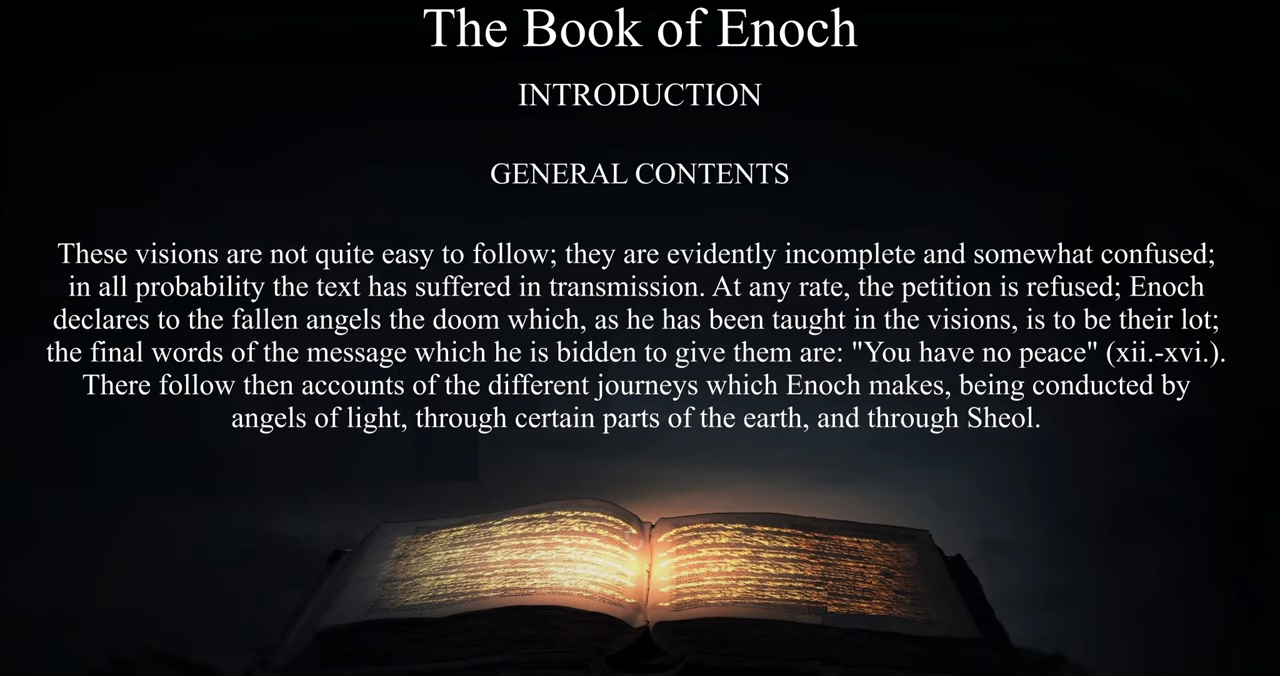 The Book of Enoch
INTRODUCTION
GENERAL CONTENTS
These visions are not quite easy to follow; they are evidently incomplete and somewhat confused;
in all probability the text has suffered in transmission. At any rate, the petition is refused; Enoch
declares to the fallen angels the doom which, as he has been taught in the visions, is to be their lot;
the final words of the message which he is bidden to give them are: "You have no peace" (xii.-xvi.).
There follow then accounts of the different journeys which Enoch makes, being conducted by
angels of light, through certain parts of the earth, and through Sheol.